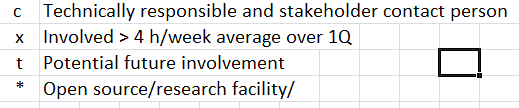 c Technically responsible and stakeholder contact person
x Involved > 4 h/week average over 1Q
t Potential future involvement
* Open source/research facility/